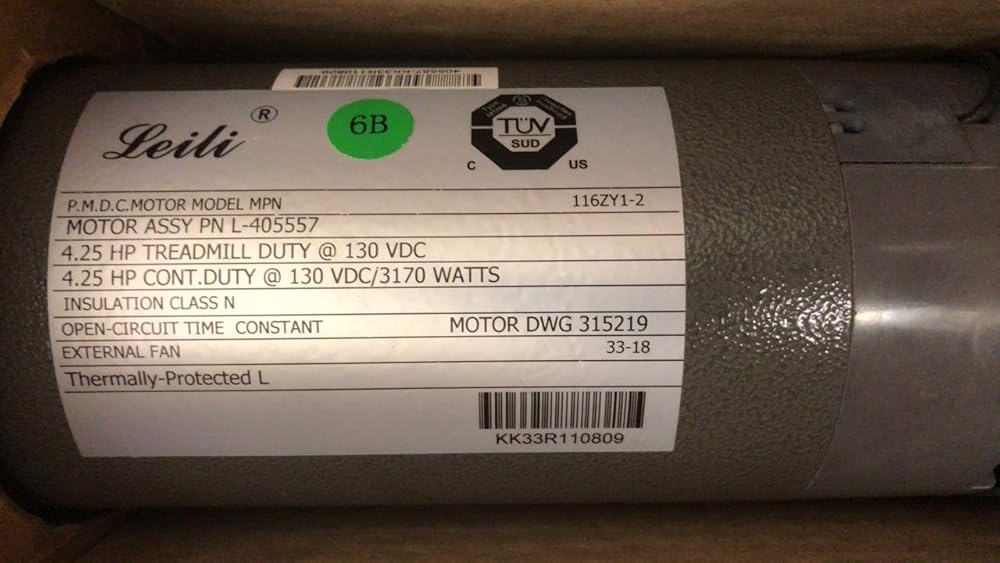 405557-KK33R110809
Leili ®
6B
TÜV
SUD
C US
P.M.D.C.MOTOR MODEL MPN 116ZY1-2
MOTOR ASSY PN L-405557
4.25 HP TREADMILL DUTY @ 130 VDC
4.25 HP CONT.DUTY @ 130 VDC/3170 WATTS
INSULATION CLASS N
OPEN-CIRCUIT TIME CONSTANT MOTOR DWG 315219
EXTERNAL FAN 33-18
Thermally-Protected L
KK33R110809